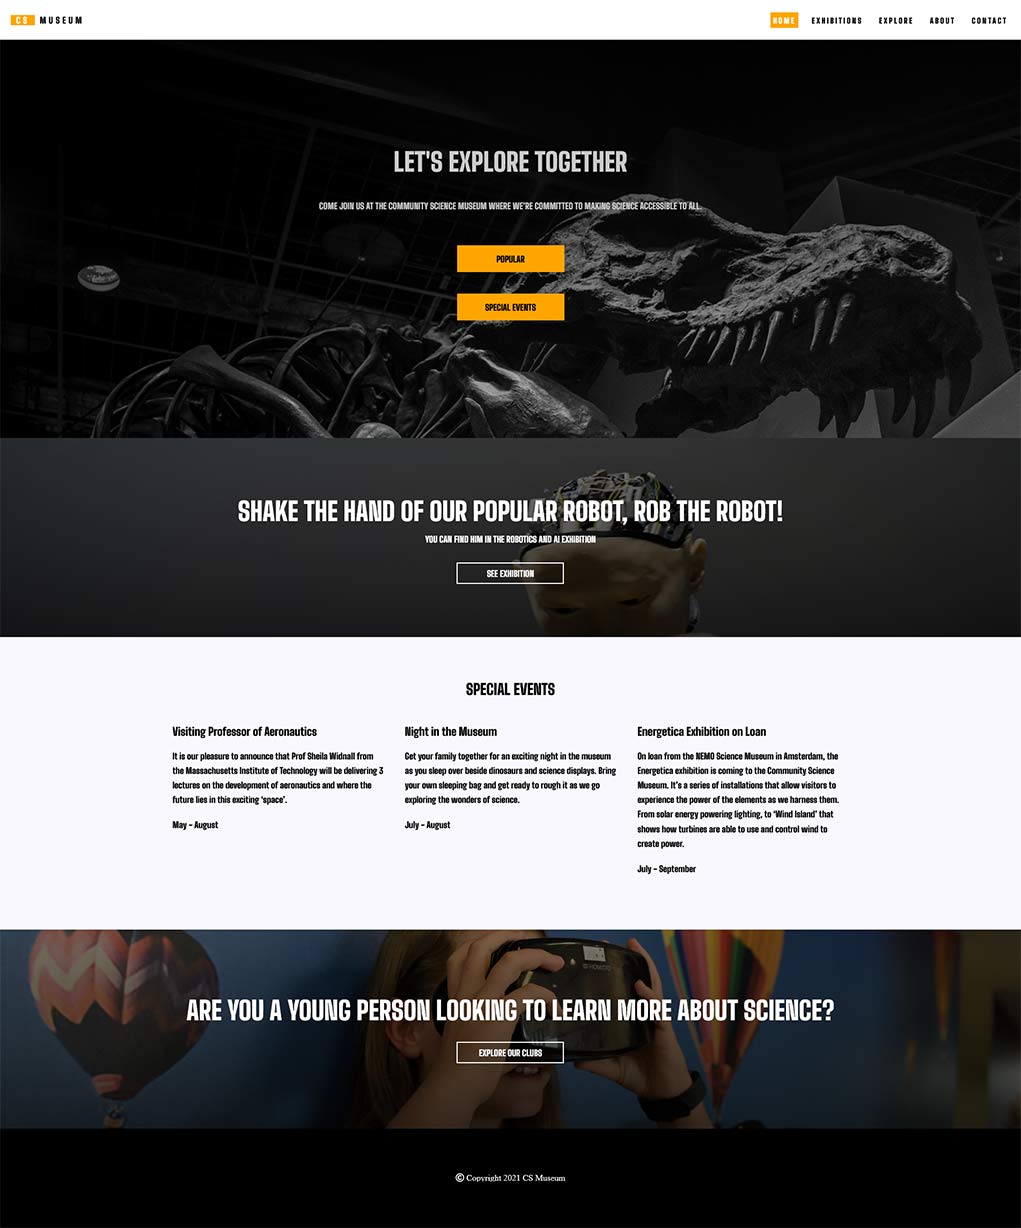 CS MUSEUM
HOME EXHIBITIONS EXPLORE ABOUT CONTACT
LET'S EXPLORE TOGETHER
COME JOIN US AT THE COMMUNITY SCIENCE MUSEUM WHERE WE'RE COMMITTED TO MAKING SCIENCE ACCESSIBLE TO ALL.
POPULAR
SPECIAL EVENTS
SHAKE THE HAND OF OUR POPULAR ROBOT, ROB THE ROBOT!
YOU CAN FIND HIM IN THE ROBOTICS AND AI EXHIBITION
SEE EXHIBITION
SPECIAL EVENTS
Visiting Professor of Aeronautics
It is our pleasure to announce that Prof Sheila Widnall from
the Massachusetts Institute of Technology will be delivering 3
lectures on the development of aeronautics and where the
future lies in this exciting ‘space’.
May - August
Night in the Museum
Get your family together for an exciting night in the museum
as you sleep over beside dinosaurs and science displays. Bring
your own sleeping bag and get ready to rough it as we go
exploring the wonders of science.
July - August
Energetica Exhibition on Loan
On loan from the NEMO Science Museum in Amsterdam, the
Energetica exhibition is coming to the Community Science
Museum. It’s a series of installations that allow visitors to
experience the power of the elements as we harness them.
From solar energy powering lighting, to ‘Wind Island’ that
shows how turbines are able to use and control wind to
create power.
July - September
HOMIDO
ARE YOU A YOUNG PERSON LOOKING TO LEARN MORE ABOUT SCIENCE?
EXPLORE OUR CLUBS
© Copyright 2021 CS Museum